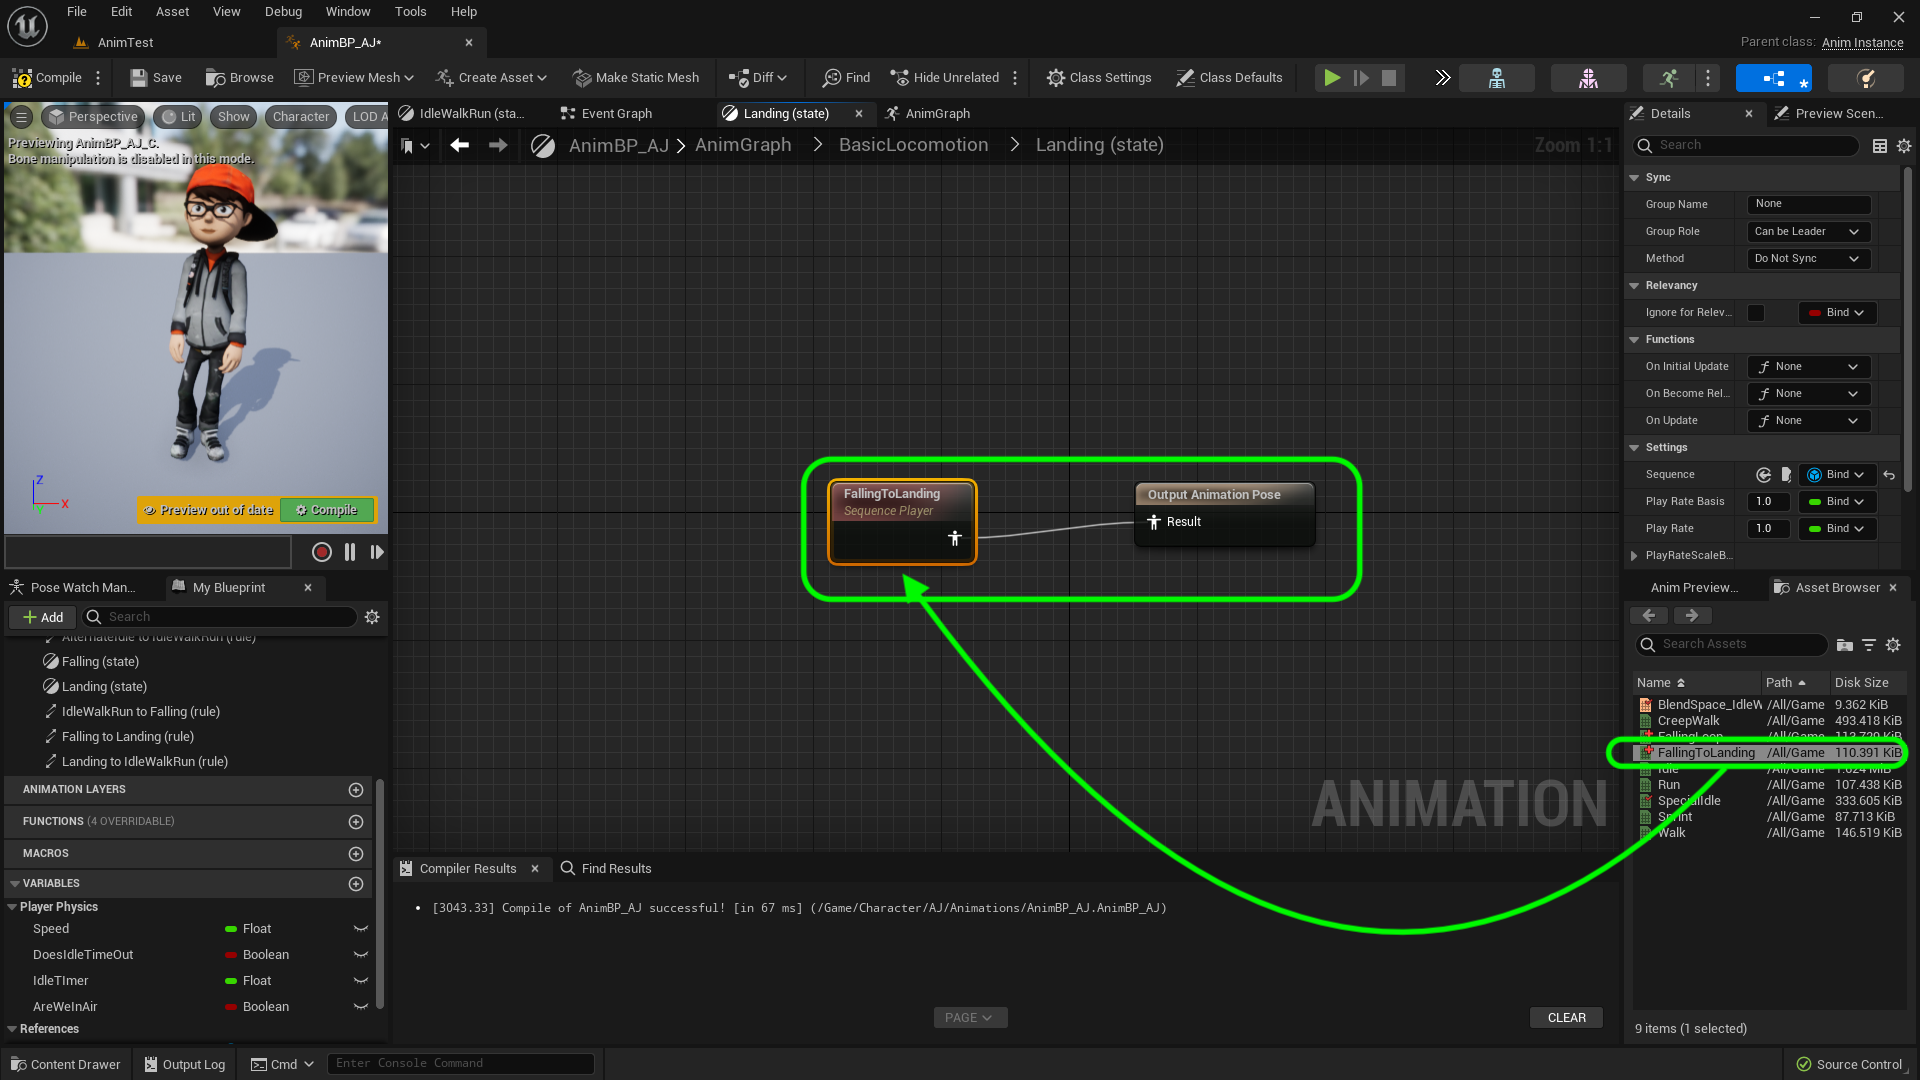 File Edit Asset View Debug Window Tools Help
AnimTest
AnimBP_AJ*
Parent class: Anim Instance
Compile
Save
Browse
Preview Mesh
Create Asset
Make Static Mesh
Diff
Find
Hide Unrelated
Class Settings
Class Defaults
Perspective
Lit
Show
Character
LOD A
Previewing AnimBP_AJ_C.
Bone manipulation is disabled in this mode.
Z
X
Preview out of date
Compile
IdleWalkRun (sta...
Event Graph
Landing (state)
AnimGraph
AnimBP_AJ > AnimGraph > BasicLocomotion > Landing (state)
Zoom 1:1
FallingToLanding
Sequence Player
Output Animation Pose
Result
ANIMATION
Pose Watch Man...
My Blueprint
Add
Search
AlternateIdle to IdleWalkRun (rule)
Falling (state)
Landing (state)
IdleWalkRun to Falling (rule)
Falling to Landing (rule)
Landing to IdleWalkRun (rule)
ANIMATION LAYERS
FUNCTIONS (4 OVERRIDABLE)
MACROS
VARIABLES
Player Physics
Speed Float
DoesIdleTimeOut Boolean
IdleTImer Float
AreWeInAir Boolean
References
Compiler Results
Find Results
[3043.33] Compile of AnimBP_AJ successful! [in 67 ms] (/Game/Character/AJ/Animations/AnimBP_AJ.AnimBP_AJ)
PAGE
CLEAR
Details
Preview Scen...
Search
Sync
Group Name None
Group Role Can be Leader
Method Do Not Sync
Relevancy
Ignore for Relev... Bind
Functions
On Initial Update None
On Become Rel... None
On Update None
Settings
Sequence Bind
Play Rate Basis 1.0 Bind
Play Rate 1.0 Bind
PlayRateScaleB...
Anim Preview...
Asset Browser
Search Assets
Name Path Disk Size
BlendSpace_IdleW /All/Game 9.362 KiB
CreepWalk /All/Game 493.418 KiB
FallingLoop /All/Game 113.729 KiB
FallingToLanding /All/Game 110.391 KiB
Idle /All/Game 1.624 MiB
Run /All/Game 107.438 KiB
SpecialIdle /All/Game 333.605 KiB
Sprint /All/Game 87.713 KiB
Walk /All/Game 146.519 KiB
9 items (1 selected)
Content Drawer
Output Log
Cmd
Enter Console Command
Source Control